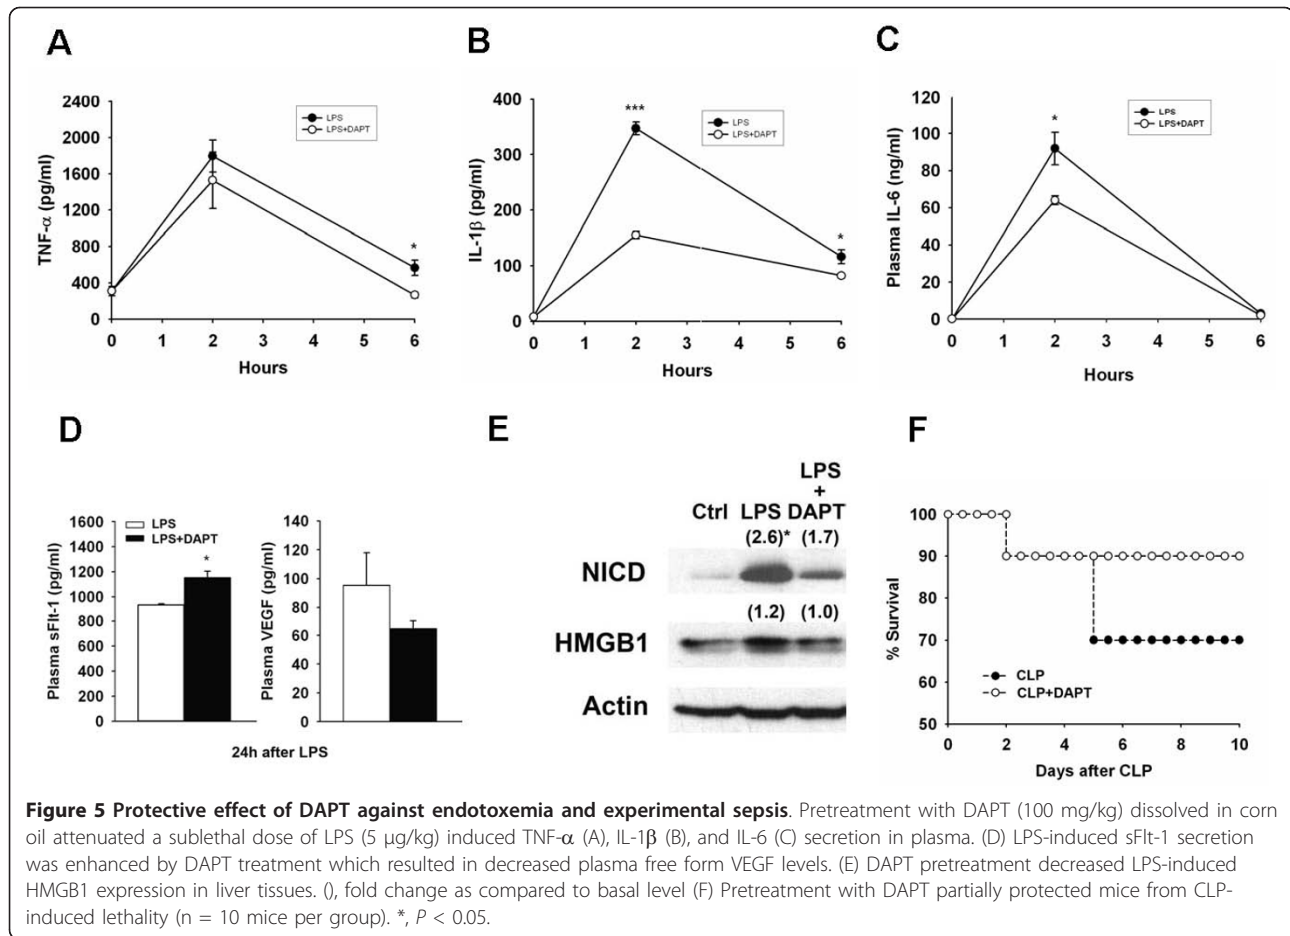 A
B
C
2400
2000
1600
1200
800
400
0
TNF-α (pg/ml)
LPS
LPS+DAPT
*
0 1 2 3 4 5 6
Hours
400
300
200
100
0
IL-1β (pg/ml)
LPS
LPS+DAPT
***
*
0 1 2 3 4 5 6
Hours
120
100
80
60
40
20
0
Plasma IL-6 (ng/ml)
LPS
LPS+DAPT
*
0 1 2 3 4 5 6
Hours
D
E
F
1600
1400
1200
1000
800
600
400
200
0
Plasma sFlt-1 (pg/ml)
LPS
LPS+DAPT
*
140
120
100
80
60
40
20
0
Plasma VEGF (pg/ml)
24h after LPS
LPS
+
Ctrl LPS DAPT
(2.6)* (1.7)
NICD
(1.2) (1.0)
HMGB1
Actin
100
90
80
70
60
50
% Survival
CLP
CLP+DAPT
0 2 4 6 8 10
Days after CLP
Figure 5 Protective effect of DAPT against endotoxemia and experimental sepsis. Pretreatment with DAPT (100 mg/kg) dissolved in corn
oil attenuated a sublethal dose of LPS (5 μg/kg) induced TNF-α (A), IL-1β (B), and IL-6 (C) secretion in plasma. (D) LPS-induced sFlt-1 secretion
was enhanced by DAPT treatment which resulted in decreased plasma free form VEGF levels. (E) DAPT pretreatment decreased LPS-induced
HMGB1 expression in liver tissues. (), fold change as compared to basal level (F) Pretreatment with DAPT partially protected mice from CLP-
induced lethality (n = 10 mice per group). *, P < 0.05.